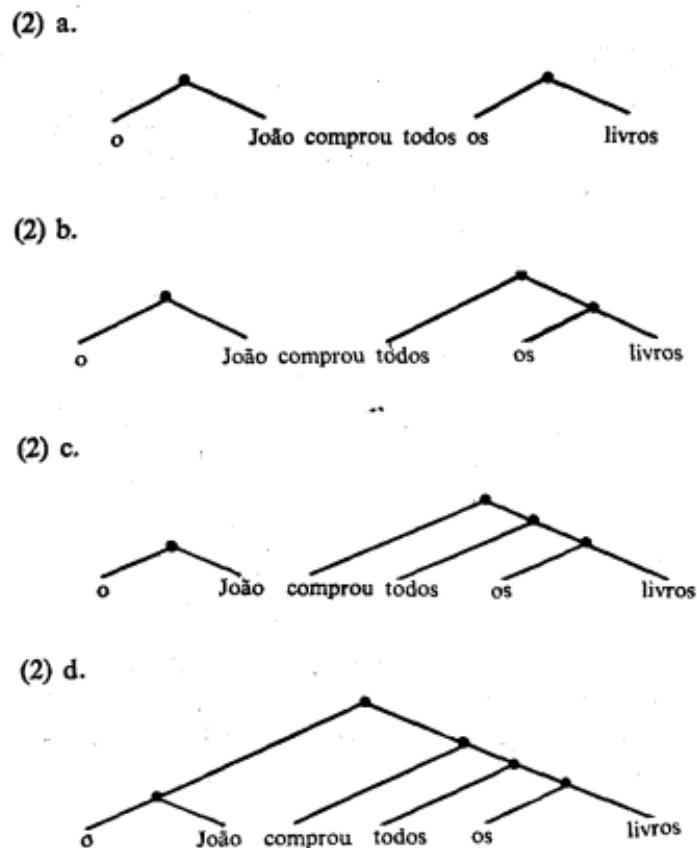 (2) a.
o João comprou todos os livros
(2) b.
o João comprou todos os livros
(2) c.
o João comprou todos os livros
(2) d.
o João comprou todos os livros